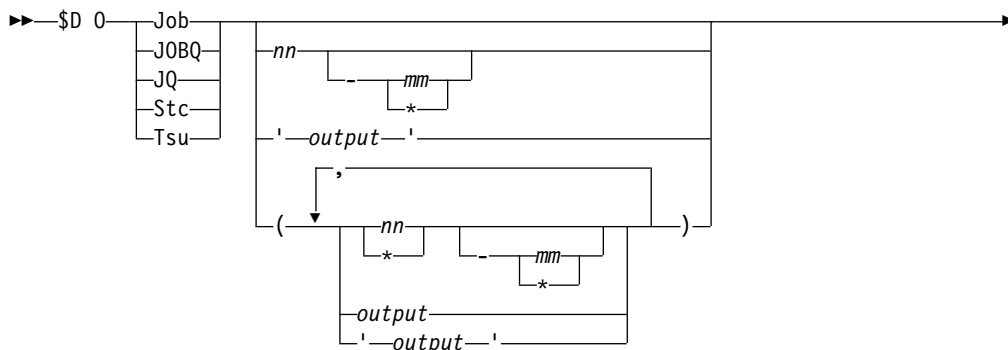 $D O Job
JOBQ nn
- mm
JQ
*
Stc
Tsu ' output '
,
( nn )
* - mm
*
output
' output '